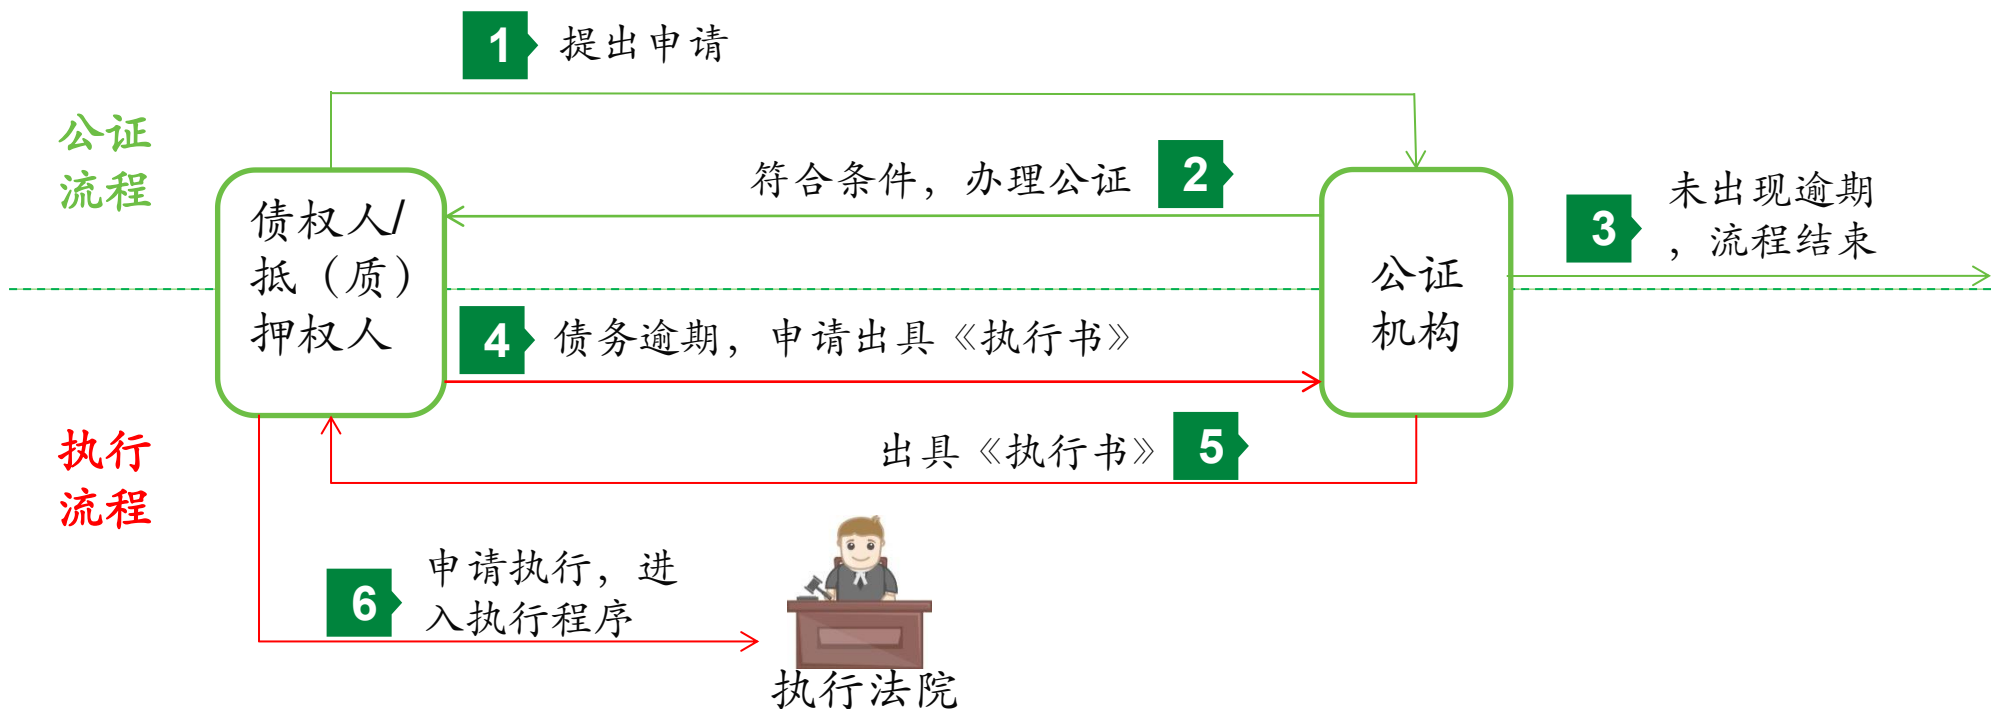 1
提出申请
公证
流程
符合条件，办理公证
2
债权人/
抵（质）
押权人
公证
机构
3
未出现逾期
，流程结束
4
债务逾期，申请出具《执行书》
执行
流程
出具《执行书》
5
6
申请执行，进
入执行程序
执行法院